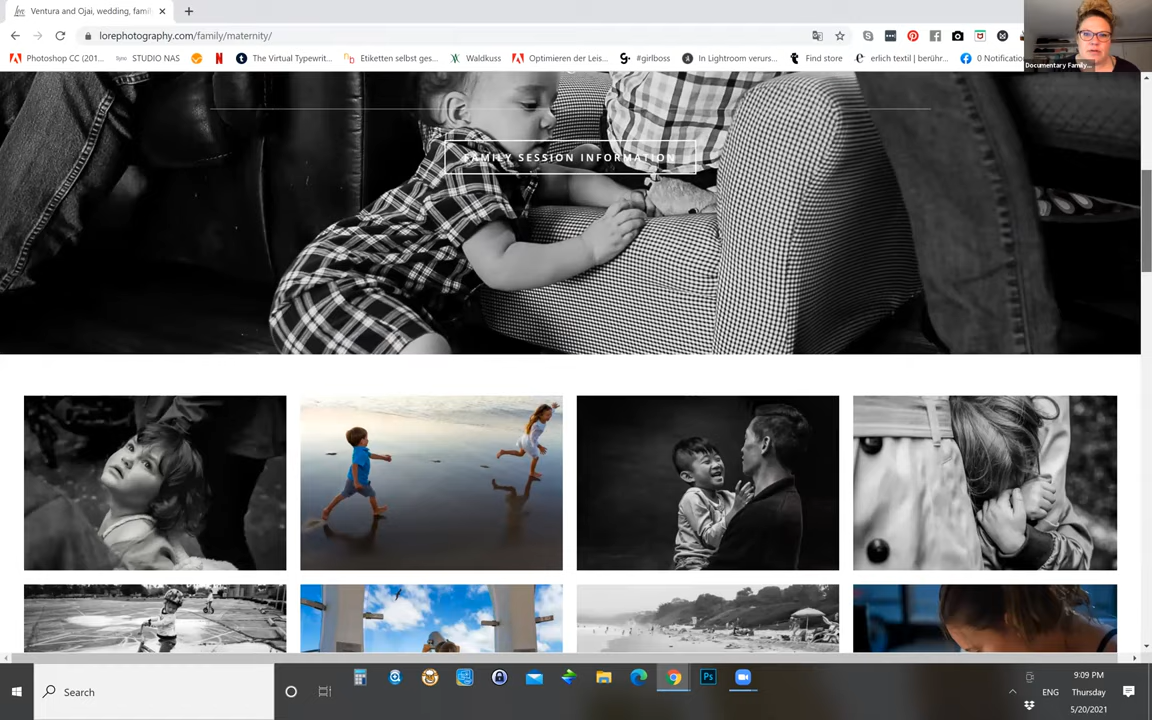 Ventura and Ojai, wedding, famil
lorephotography.com/family/maternity/
Photoshop CC (201...
STUDIO NAS
The Virtual Typewrit...
Etiketten selbst ges...
Waldkuss
Optimieren der Leis...
#girlboss
In Lightroom verurs...
Find store
erlich textil | berühr...
0 Notificatio
Documentary Family...
FAMILY SESSION INFORMATION
Search
9:09 PM
ENG
Thursday
5/20/2021